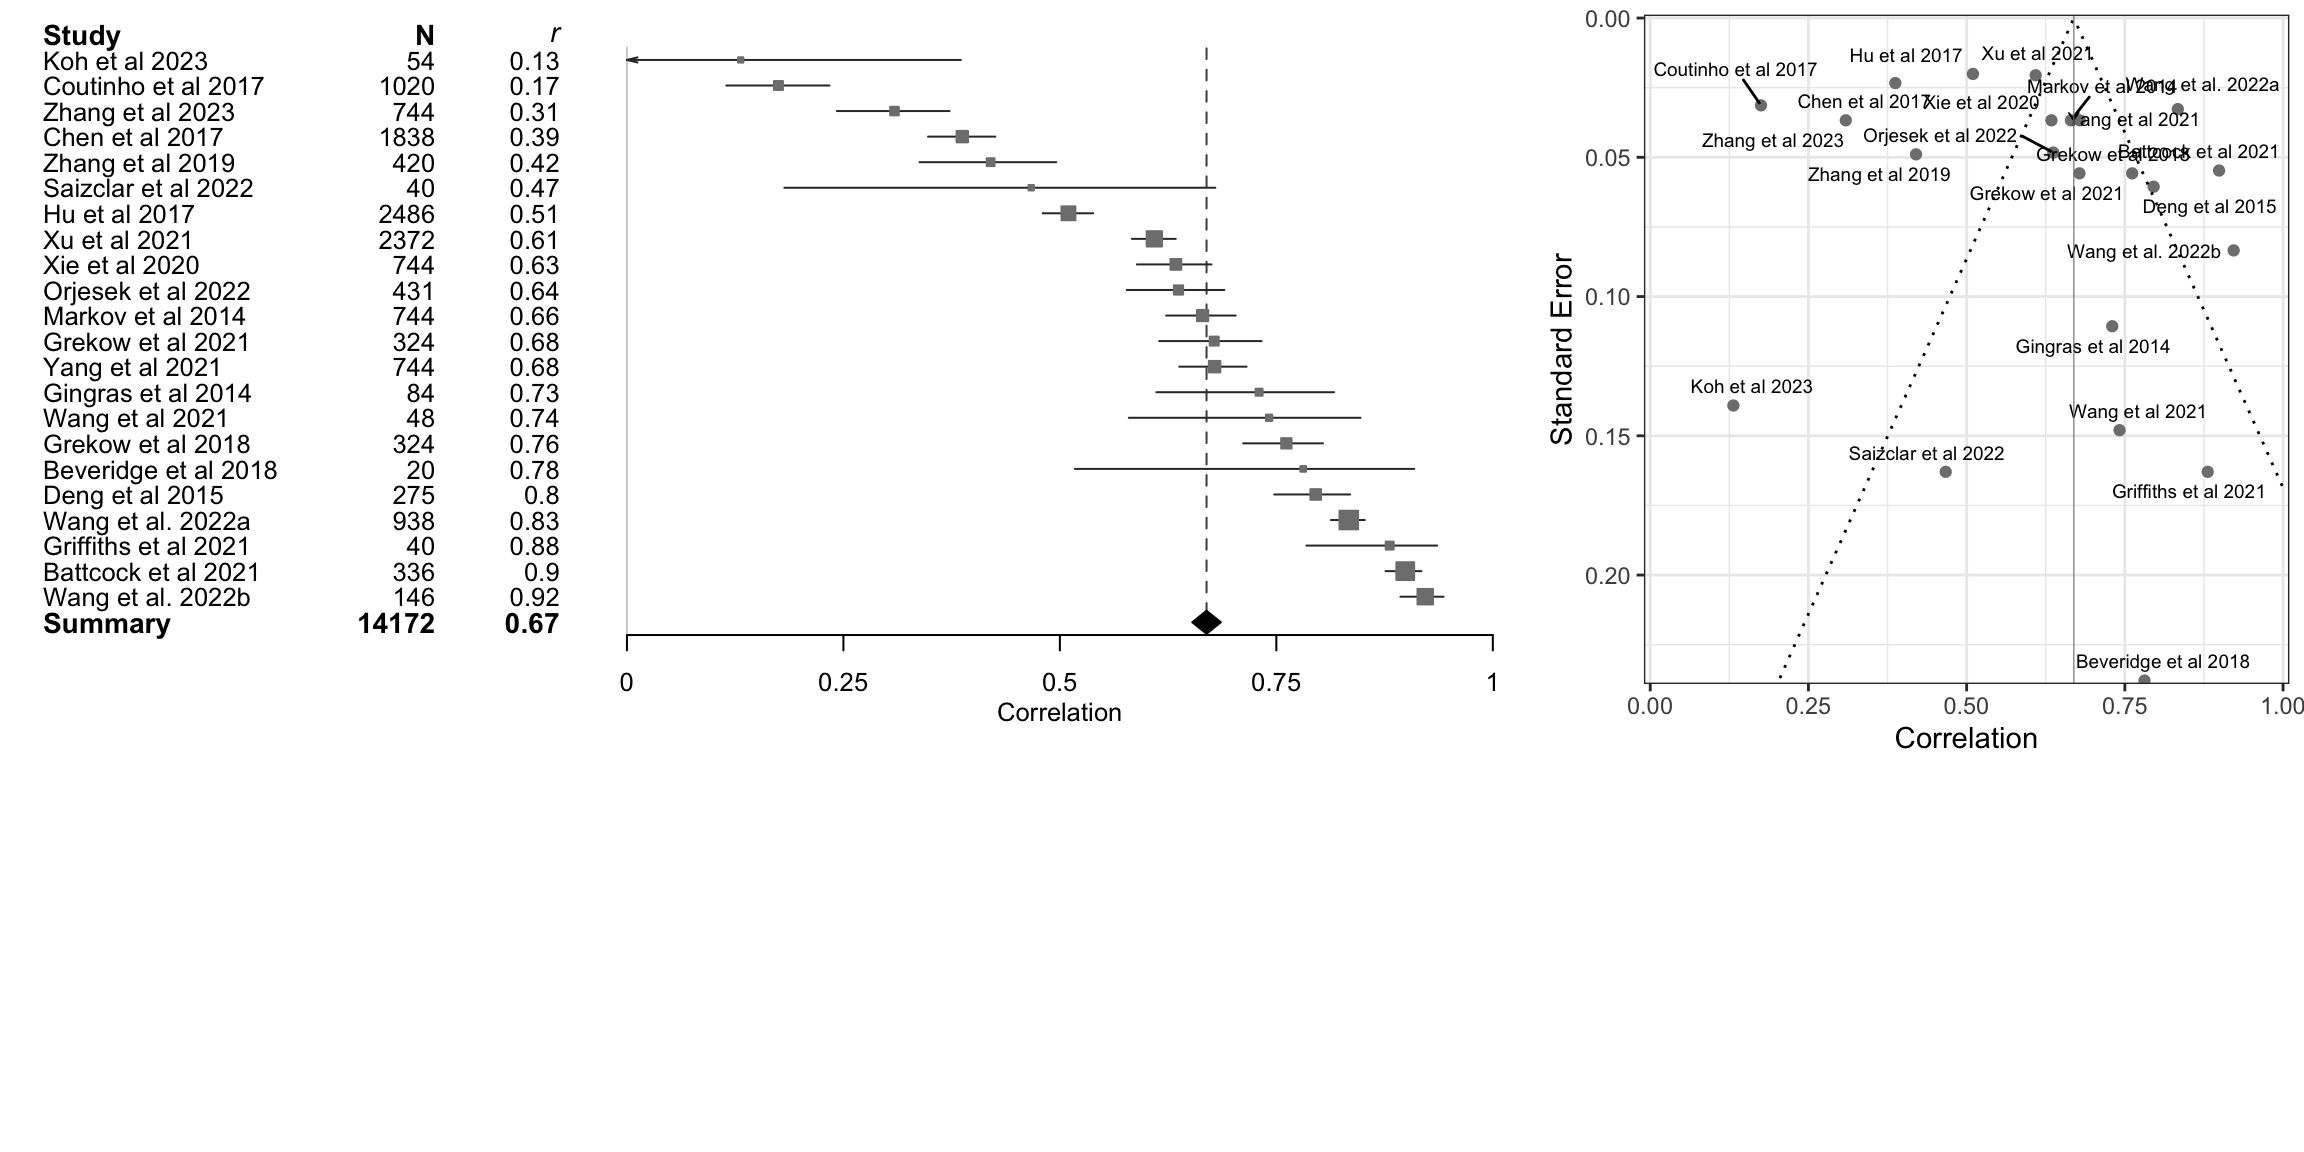 Study N r
Koh et al 2023 54 0.13
Coutinho et al 2017 1020 0.17
Zhang et al 2023 744 0.31
Chen et al 2017 1838 0.39
Zhang et al 2019 420 0.42
Saizclar et al 2022 40 0.47
Hu et al 2017 2486 0.51
Xu et al 2021 2372 0.61
Xie et al 2020 744 0.63
Orjesek et al 2022 431 0.64
Markov et al 2014 744 0.66
Grekow et al 2021 324 0.68
Yang et al 2021 744 0.68
Gingras et al 2014 84 0.73
Wang et al 2021 48 0.74
Grekow et al 2018 324 0.76
Beveridge et al 2018 20 0.78
Deng et al 2015 275 0.8
Wang et al. 2022a 938 0.83
Griffiths et al 2021 40 0.88
Battcock et al 2021 336 0.9
Wang et al. 2022b 146 0.92
Summary 14172 0.67
0 0.25 0.5 0.75 1
Correlation
Standard Error
0.00
0.05
0.10
0.15
0.20
Hu et al 2017
Xu et al 2021
Coutinho et al 2017
Markov et al 2014
Wang et al. 2022a
Chen et al 2017
Xie et al 2020
Yang et al 2021
Zhang et al 2023
Orjesek et al 2022
Grekow et al 2018
Battcock et al 2021
Zhang et al 2019
Grekow et al 2021
Deng et al 2015
Wang et al. 2022b
Gingras et al 2014
Koh et al 2023
Wang et al 2021
Saizclar et al 2022
Griffiths et al 2021
Beveridge et al 2018
0.00 0.25 0.50 0.75 1.00
Correlation